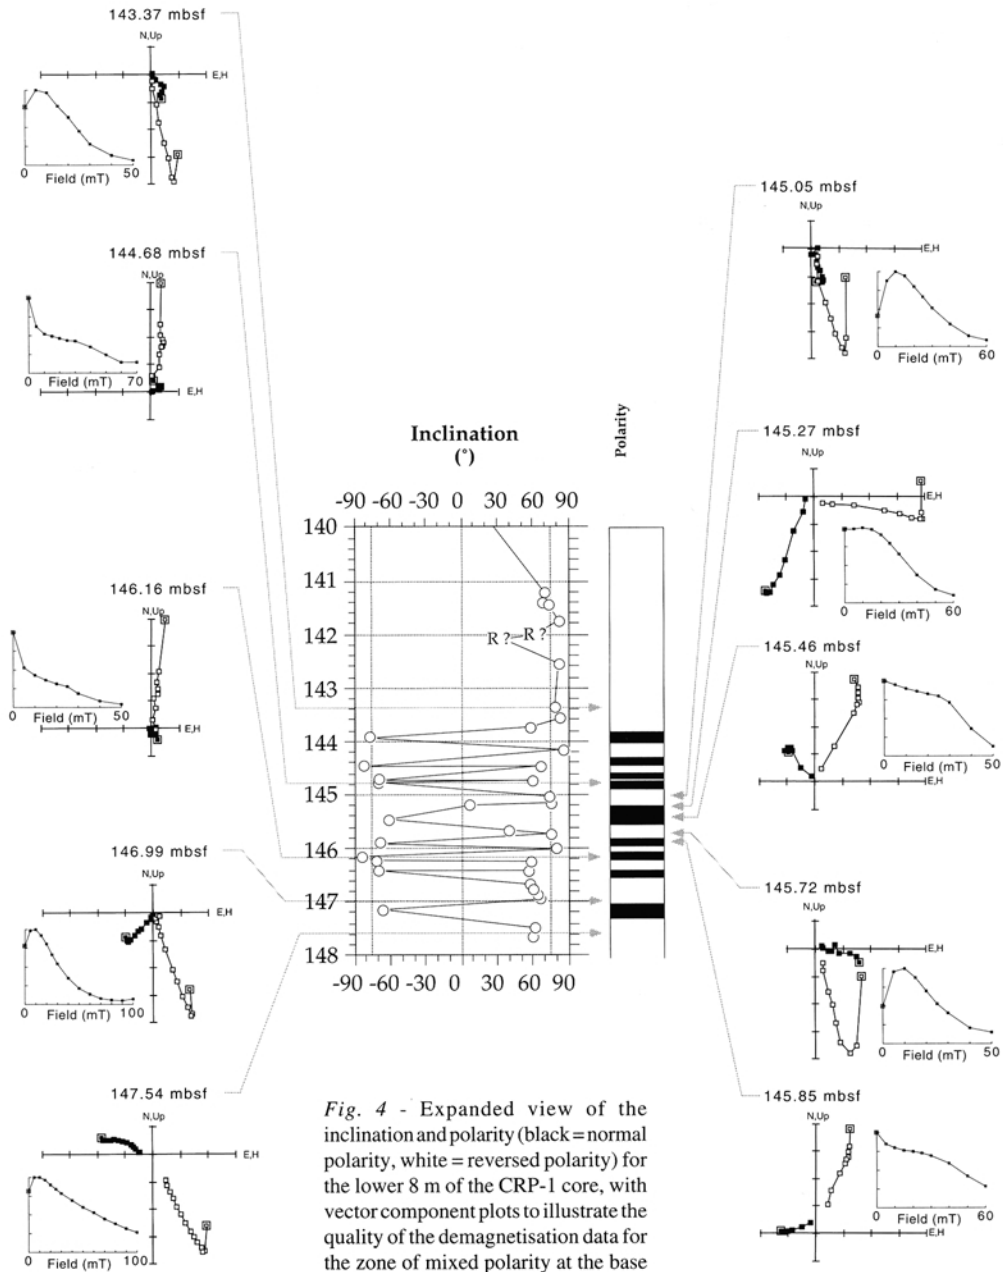 143.37 mbsf
N,Up
E,H
0
50
Field (mT)
144.68 mbsf
N,Up
E,H
0
70
Field (mT)
146.16 mbsf
N,Up
E,H
0
50
Field (mT)
146.99 mbsf
N,Up
E,H
0
100
Field (mT)
147.54 mbsf
N,Up
E,H
0
100
Field (mT)
Inclination
(°)
Polarity
-90 -60 -30 0 30 60 90
140
141
142
143
144
145
146
147
148
R ? R ?
-90 -60 -30 0 30 60 90
145.05 mbsf
N,Up
E,H
0
60
Field (mT)
145.27 mbsf
N,Up
E,H
0
60
Field (mT)
145.46 mbsf
N,Up
E,H
0
50
Field (mT)
145.72 mbsf
N,Up
E,H
0
50
Field (mT)
145.85 mbsf
N,Up
E,H
0
60
Field (mT)
Fig. 4 - Expanded view of the
inclination and polarity (black = normal
polarity, white = reversed polarity) for
the lower 8 m of the CRP-1 core, with
vector component plots to illustrate the
quality of the demagnetisation data for
the zone of mixed polarity at the base